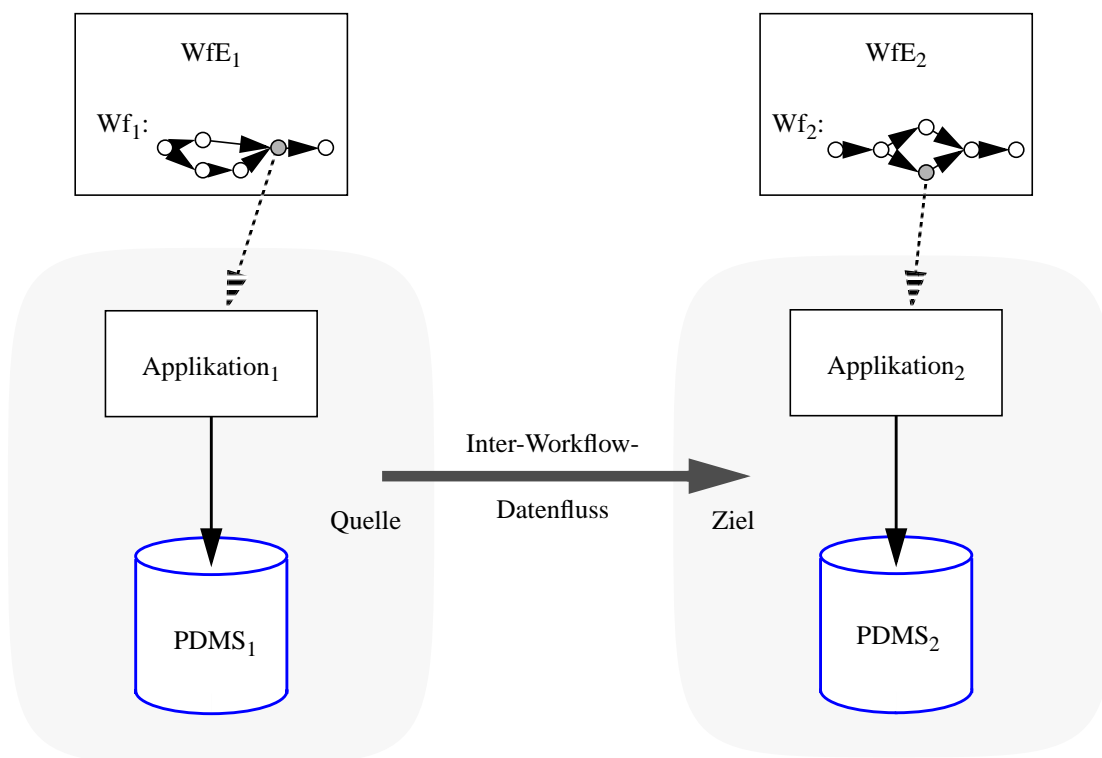 WfE1
WfE2
Wf1:
Wf2:
Applikation1
Applikation2
Inter-Workflow-
Datenfluss
Quelle
Ziel
PDMS1
PDMS2